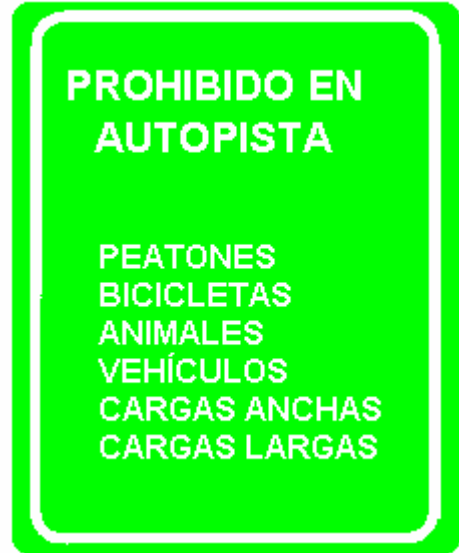 PROHIBIDO EN
AUTOPISTA
PEATONES
BICICLETAS
ANIMALES
VEHÍCULOS
CARGAS ANCHAS
CARGAS LARGAS